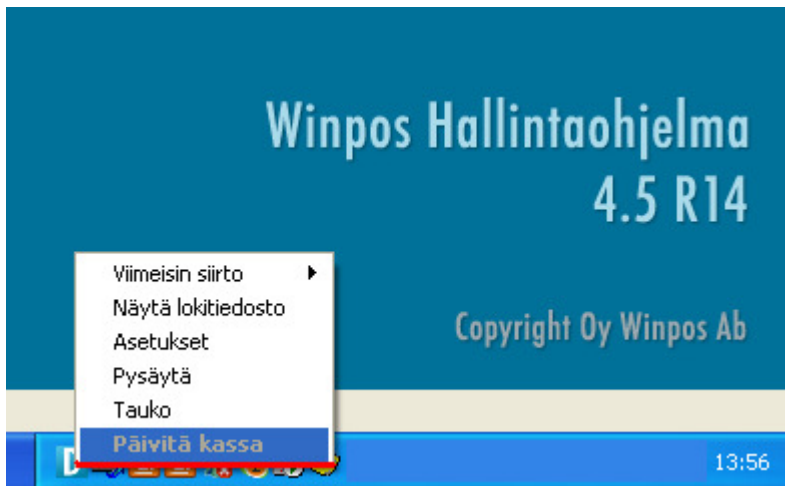 Winpos Hallintaohjelma
4.5 R14
Viimeisin siirto
Näytä lokitiedosto
Asetukset
Pysäytä
Tauko
Päivitä kassa
Copyright Oy Winpos Ab
D
13:56